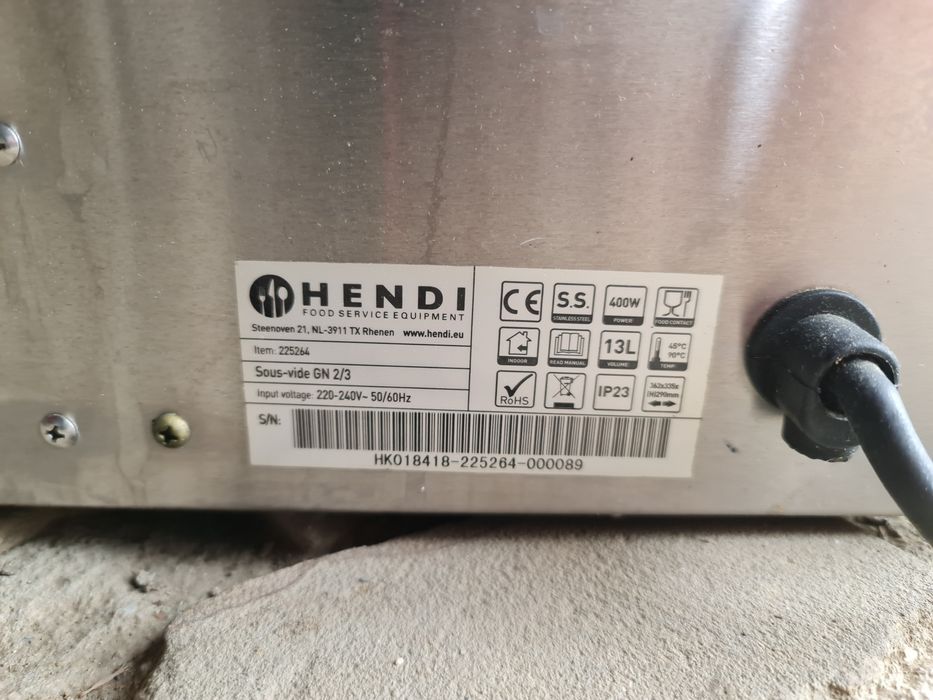 HENDI
FOOD SERVICE EQUIPMENT
Steenoven 21, NL-3911 TX Rhenen www.hendi.eu
Item: 225264
Sous-vide GN 2/3
Input voltage: 220-240V~ 50/60Hz
S/N:
HK018418-225264-000089
CE
S.S.
STAINLESS STEEL
400W
POWER
FOOD CONTACT
INDOOR
READ MANUAL
13L
VOLUME
45°C
90°C
TEMP.
RoHS
IP23
362x335x
(H)290mm